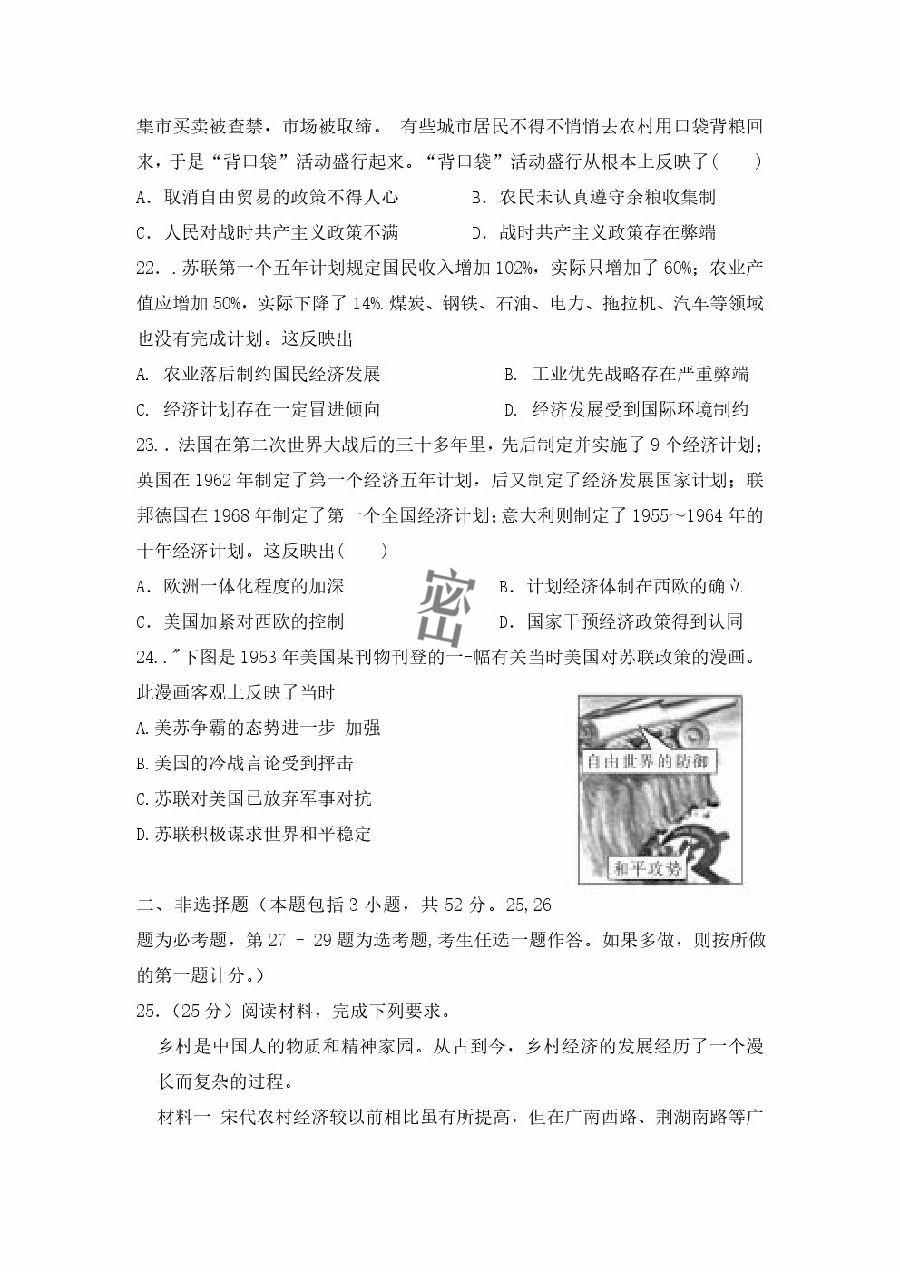 集市买卖被查禁，市场被取缔。 有些城市居民不得不悄悄去农村用口袋背粮回
来，于是“背口袋”活动盛行起来。“背口袋”活动盛行从根本上反映了(　　)
A．取消自由贸易的政策不得人心　　B．农民未认真遵守余粮收集制
C．人民对战时共产主义政策不满　　D．战时共产主义政策存在弊端
22．.苏联第一个五年计划规定国民收入增加102%，实际只增加了60%；农业产
值应增加50%，实际下降了14%.煤炭、钢铁、石油、电力、拖拉机、汽车等领域
也没有完成计划。这反映出
A. 农业落后制约国民经济发展　　B. 工业优先战略存在严重弊端
C. 经济计划存在一定冒进倾向　　D. 经济发展受到国际环境制约
23..法国在第二次世界大战后的三十多年里，先后制定并实施了9个经济计划；
英国在1962年制定了第一个经济五年计划，后又制定了经济发展国家计划；联
邦德国在1968年制定了第一个全国经济计划；意大利则制定了1955～1964年的
十年经济计划。这反映出(　　)
A．欧洲一体化程度的加深　　B．计划经济体制在西欧的确立
C．美国加紧对西欧的控制　　D．国家干预经济政策得到认同
密
24..″下图是1953年美国某刊物刊登的一-幅有关当时美国对苏联政策的漫画。
此漫画客观上反映了当时
A.美苏争霸的态势进一步 加强
B.美国的冷战言论受到抨击
C.苏联对美国已放弃军事对抗
D.苏联积极谋求世界和平稳定
自由世界的防御
和平攻势
二、非选择题（本题包括3小题，共52分。25,26
题为必考题，第27 - 29题为选考题,考生任选一题作答。如果多做，则按所做
的第一题计分。）
25.（25分）阅读材料，完成下列要求。
乡村是中国人的物质和精神家园。从古到今，乡村经济的发展经历了一个漫
长而复杂的过程。
材料一 宋代农村经济较以前相比虽有所提高，但在广南西路、荆湖南路等广